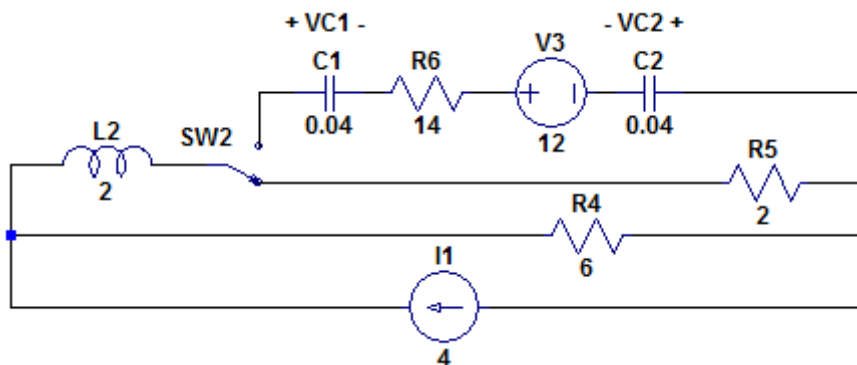 + VC1 - - VC2 +
C1 R6 V3 C2
0.04 14 12 0.04
L2 SW2
2
R5
2
R4
6
I1
4